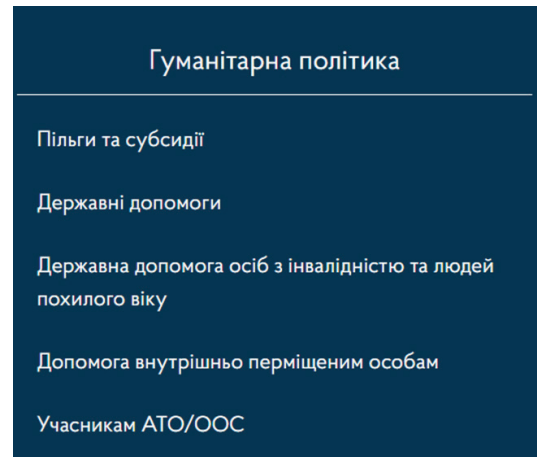 Гуманітарна політика
Пільги та субсидії
Державні допомоги
Державна допомога осіб з інвалідністю та людей
похилого віку
Допомога внутрішньо перміщеним особам
Учасникам АТО/ООС